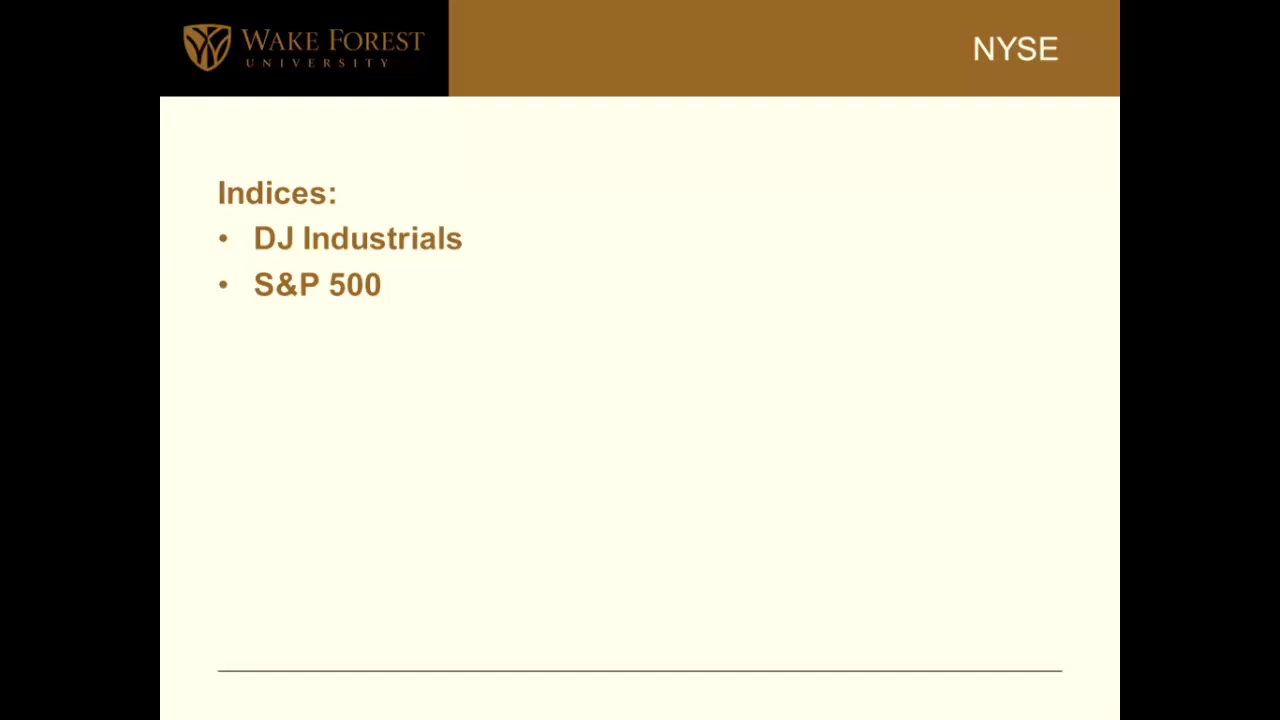 WAKE FOREST
UNIVERSITY
NYSE
Indices:
• DJ Industrials
• S&P 500